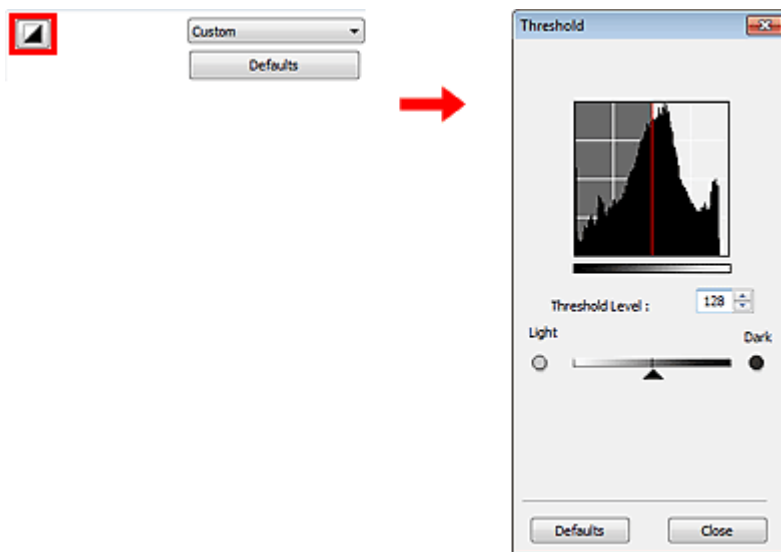 Custom
Defaults
Threshold
Threshold Level :
128
Light
Dark
Defaults
Close